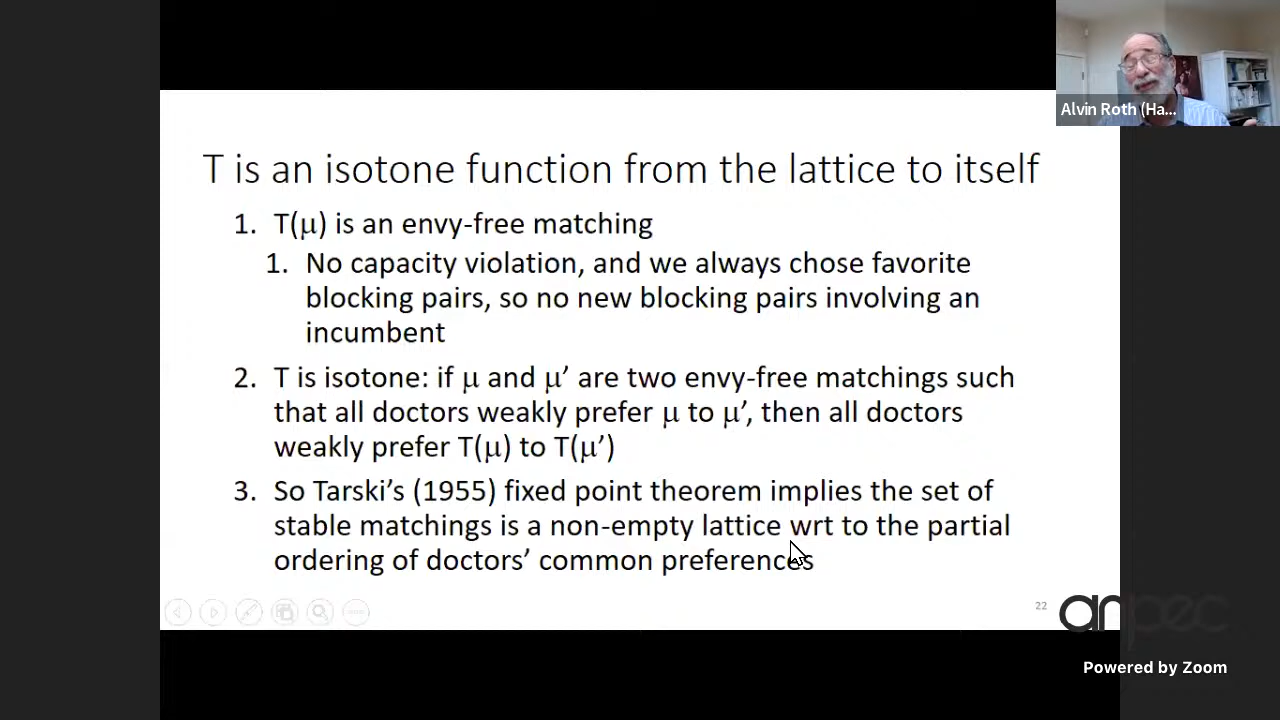 Alvin Roth (Ha...
T is an isotone function from the lattice to itself
1. T(μ) is an envy-free matching
1. No capacity violation, and we always chose favorite
blocking pairs, so no new blocking pairs involving an
incumbent
2. T is isotone: if μ and μ’ are two envy-free matchings such
that all doctors weakly prefer μ to μ’, then all doctors
weakly prefer T(μ) to T(μ’)
3. So Tarski’s (1955) fixed point theorem implies the set of
stable matchings is a non-empty lattice wrt to the partial
ordering of doctors’ common preferences
22
anpec
Powered by Zoom